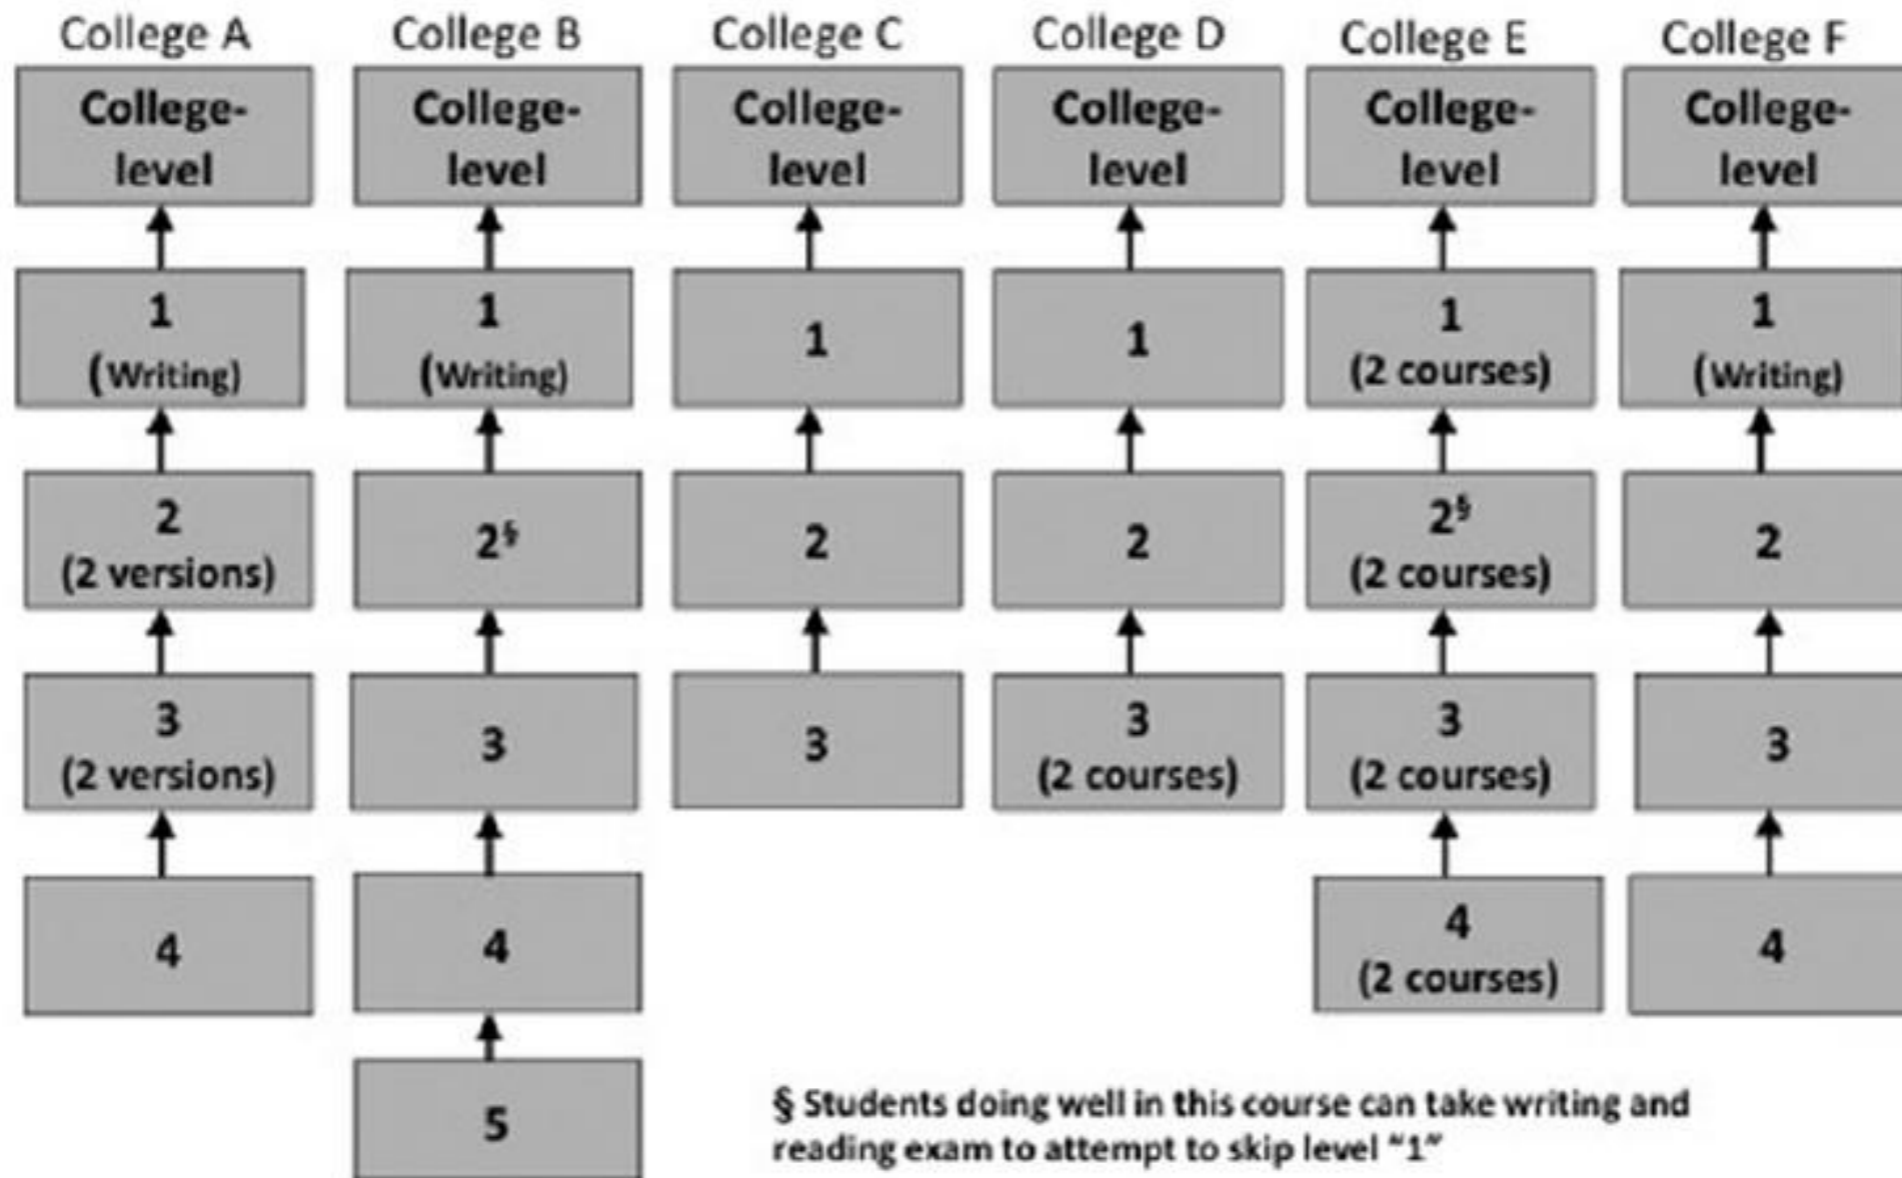 College A
College B
College C
College D
College E
College F
College-
level
College-
level
College-
level
College-
level
College-
level
College-
level
1
(Writing)
1
(Writing)
1
1
1
(2 courses)
1
(Writing)
2
(2 versions)
2§
2
2
2§
(2 courses)
2
3
(2 versions)
3
3
3
(2 courses)
3
(2 courses)
3
4
4
4
(2 courses)
4
5
§ Students doing well in this course can take writing and
reading exam to attempt to skip level “1”